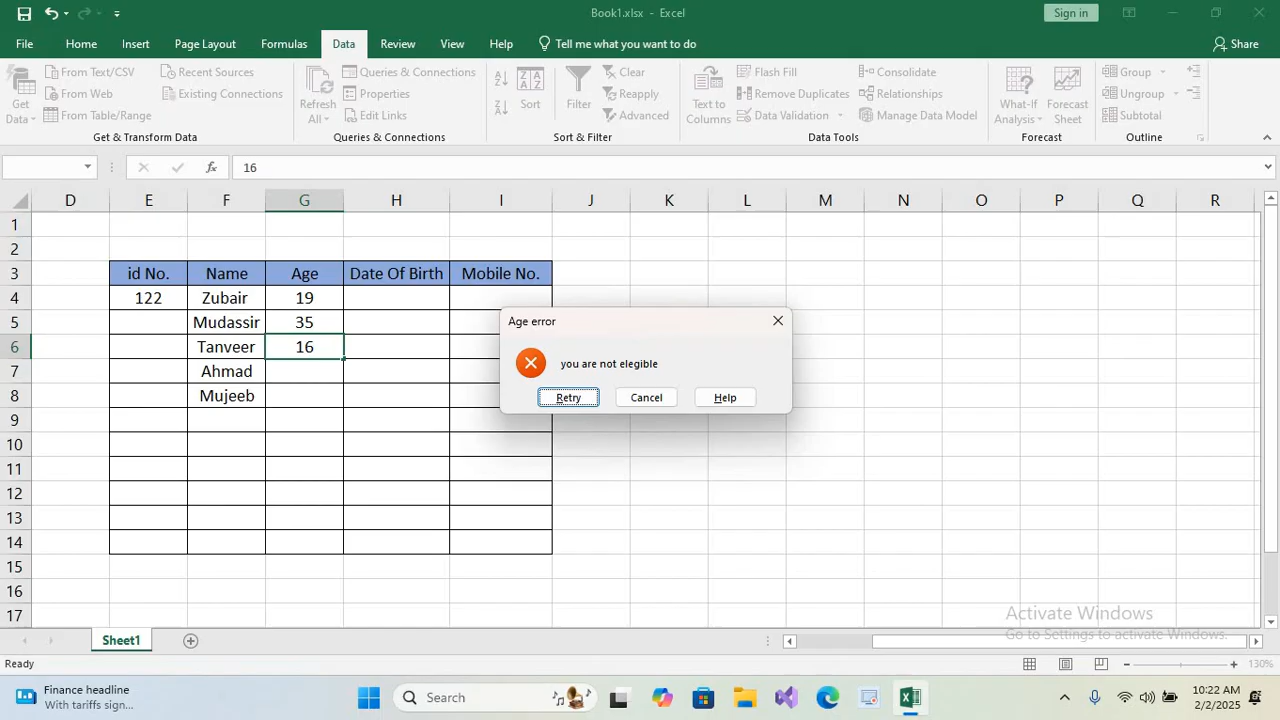 Book1.xlsx - Excel
Sign in
File Home Insert Page Layout Formulas Data Review View Help Tell me what you want to do Share
From Text/CSV Recent Sources Queries & Connections Clear Flash Fill Consolidate Group
Get Data From Web Existing Connections Refresh All Properties Sort Filter Reapply Text to Columns Remove Duplicates Relationships What-If Analysis Forecast Sheet Ungroup
From Table/Range Edit Links Advanced Data Validation Manage Data Model Subtotal
Get & Transform Data Queries & Connections Sort & Filter Data Tools Forecast Outline
fx 16
D E F G H I J K L M N O P Q R
1
2
3 id No. Name Age Date Of Birth Mobile No.
4 122 Zubair 19
5 Mudassir 35
6 Tanveer 16
7 Ahmad
8 Mujeeb
9
10
11
12
13
14
15
16
17
Age error
you are not elegible
Retry Cancel Help
Activate Windows
Go to Settings to activate Windows.
Sheet1
Ready 130%
Finance headline
With tariffs sign...
Search
10:22 AM
2/2/2025